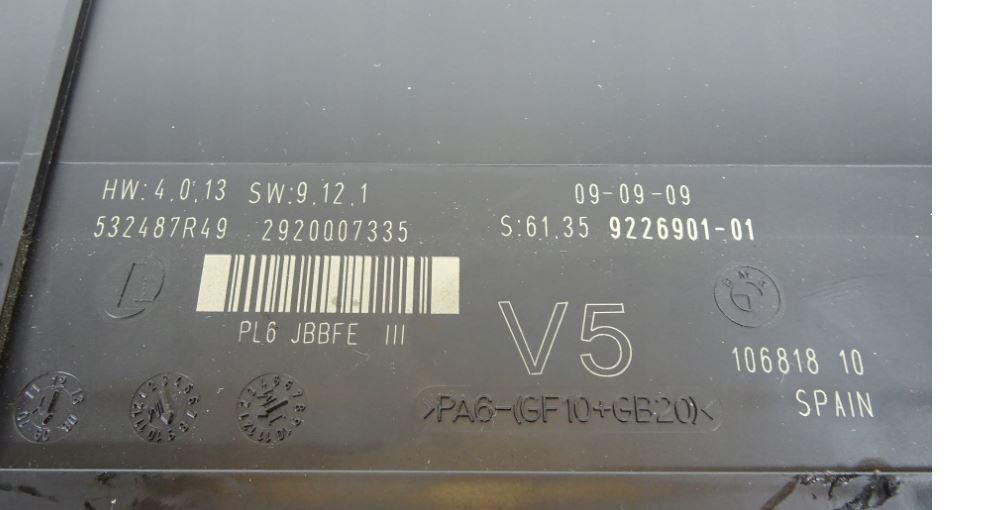 HW:4.0.13 SW:9.12.1 09-09-09
532487R49 2920007335 S:61.35 9226901-01
PL6 JBBFE III
V5
BMW
106818 10
SPAIN
>PA6-(GF10+GB20)<